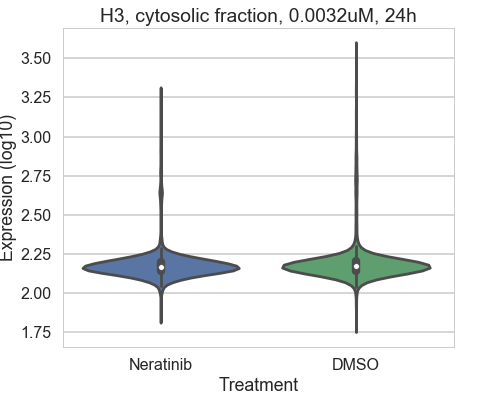 H3, cytosolic fraction, 0.0032uM, 24h
Expression (log10)
3.50
3.25
3.00
2.75
2.50
2.25
2.00
1.75
Neratinib DMSO
Treatment